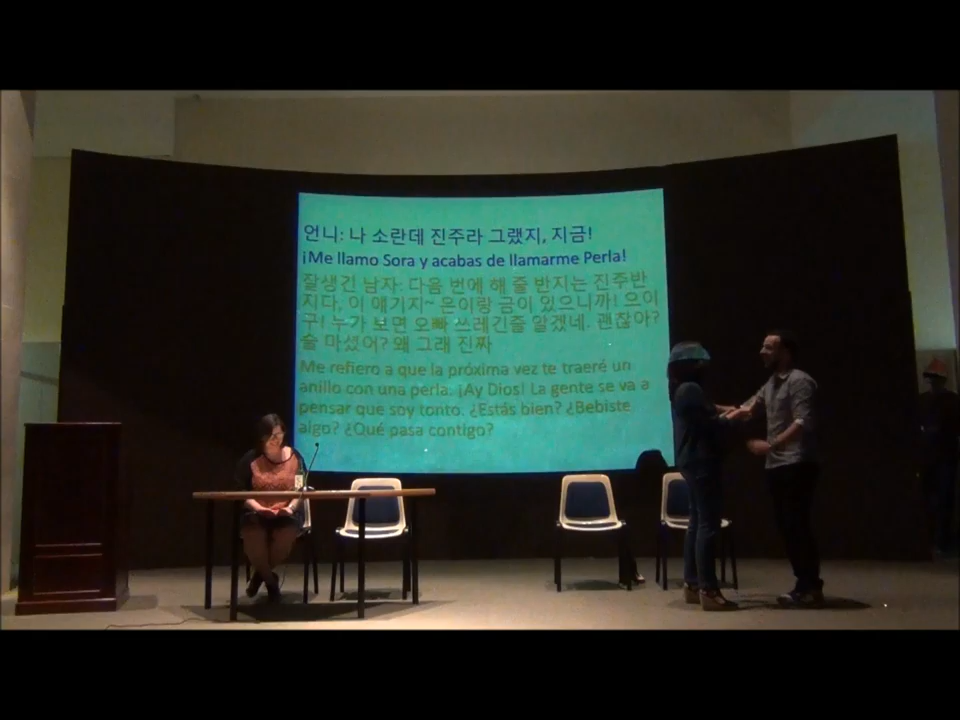 언니: 나 소란데 진주라 그랬지, 지금!
¡Me llamo Sora y acabas de llamarme Perla!
잘생긴 남자: 다음 번에 해 줄 반지는 진주반
지다, 이 얘기지~ 은이랑 금이 있으니까! 으이
구! 누가 보면 오빠 쓰레긴줄 알겠네. 괜찮아?
술 마셨어? 왜 그래 진짜
Me refiero a que la próxima vez te traeré un
anillo con una perla. ¡Ay Dios! La gente se va a
pensar que soy tonto. ¿Estás bien? ¿Bebiste
algo? ¿Qué pasa contigo?